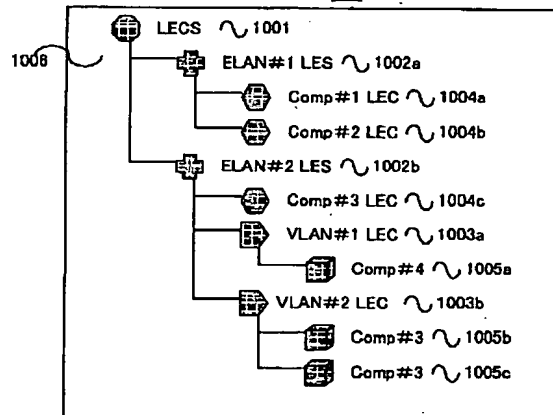 LECS 1001
1008
ELAN#1 LES 1002a
Comp#1 LEC 1004a
Comp#2 LEC 1004b
ELAN#2 LES 1002b
Comp#3 LEC 1004c
VLAN#1 LEC 1003a
Comp#4 1005a
VLAN#2 LEC 1003b
Comp#3 1005b
Comp#3 1005c